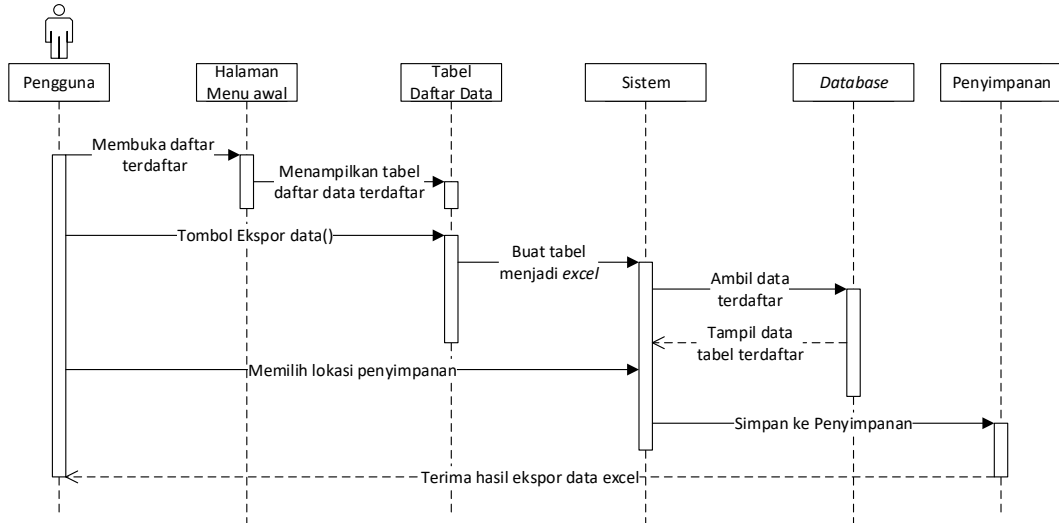 Pengguna
Halaman
Menu awal
Tabel
Daftar Data
Sistem
Database
Penyimpanan
Membuka daftar
terdaftar
Menampilkan tabel
daftar data terdaftar
Tombol Ekspor data()
Buat tabel
menjadi excel
Ambil data
terdaftar
Tampil data
tabel terdaftar
Memilih lokasi penyimpanan
Simpan ke Penyimpanan
Terima hasil ekspor data excel